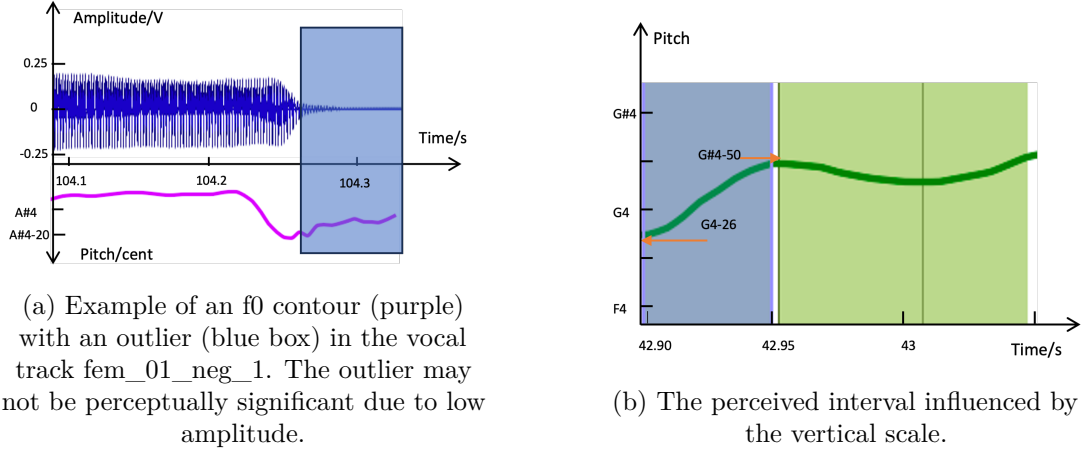 Amplitude/V
0.25
0
-0.25
Time/s
104.1
104.2
104.3
A#4
A#4-20
Pitch/cent
(a) Example of an f0 contour (purple)
with an outlier (blue box) in the vocal
track fem_01_neg_1. The outlier may
not be perceptually significant due to low
amplitude.
Pitch
G#4
G#4-50
G4
G4-26
F4
42.90
42.95
43
Time/s
(b) The perceived interval influenced by
the vertical scale.